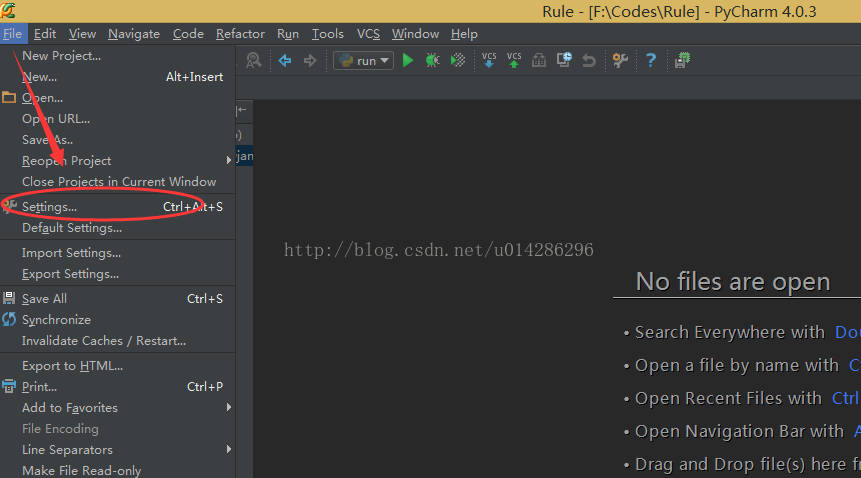 Rule - [F:\Codes\Rule] - PyCharm 4.0.3
File Edit View Navigate Code Refactor Run Tools VCS Window Help
New Project...
New... Alt+Insert
Open...
Open URL...
Save As..
Reopen Project
Close Projects in Current Window
Settings... Ctrl+Alt+S
Default Settings...
Import Settings...
Export Settings...
Save All Ctrl+S
Synchronize
Invalidate Caches / Restart...
Export to HTML...
Print... Ctrl+P
Add to Favorites
File Encoding
Line Separators
Make File Read-only
run
VCS VCS
?
jan
http://blog.csdn.net/u014286296
No files are open
• Search Everywhere with Do
• Open a file by name with C
• Open Recent Files with Ctrl
• Open Navigation Bar with A
• Drag and Drop file(s) here f